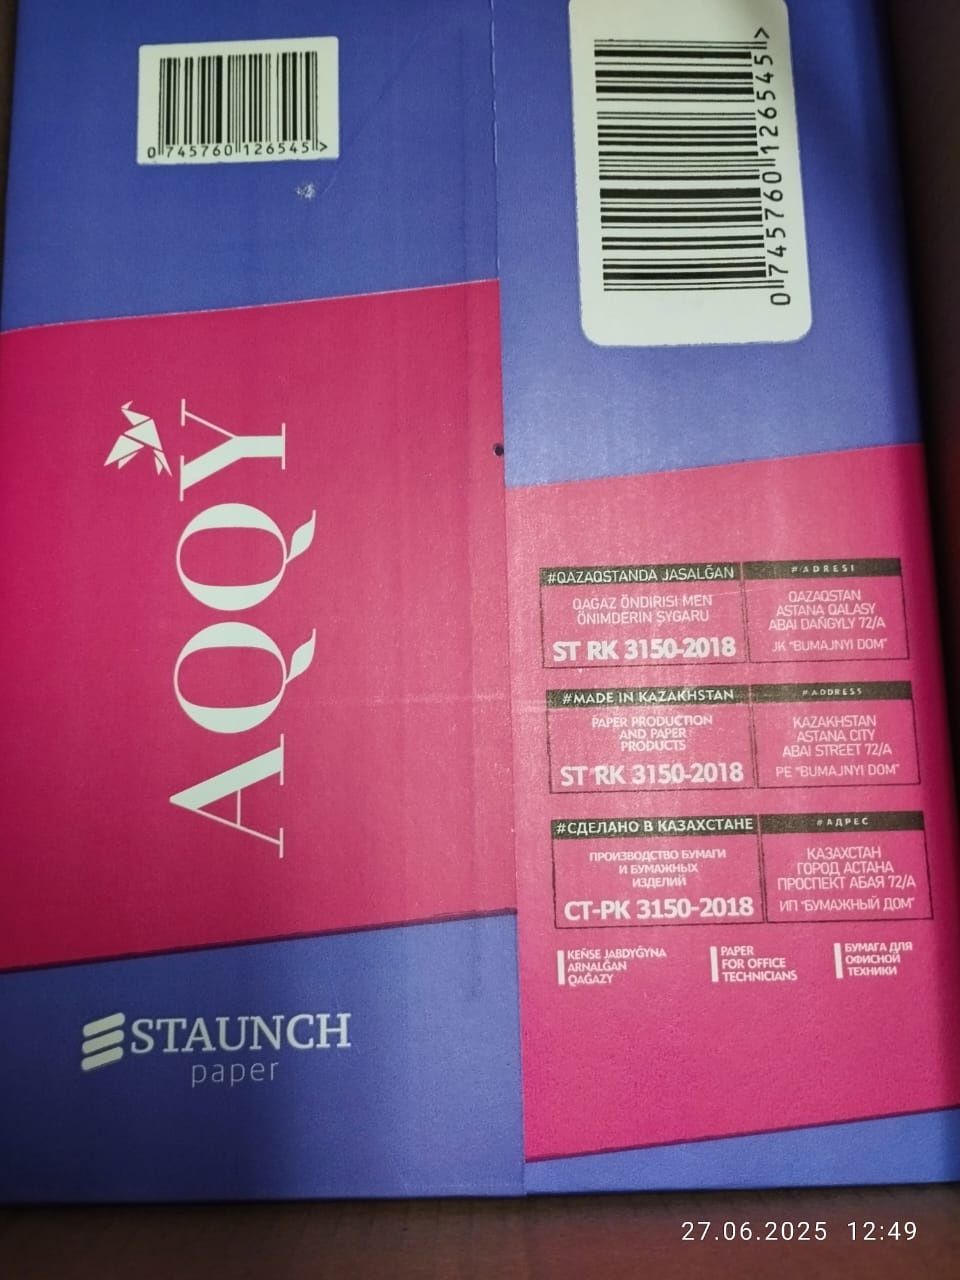 0 745760 126545 >
0 745760 126545 >
AQQY
STAUNCH
paper
#QAZAQSTANDA JASALĞAN
QAGAZ ÖNDIRISI MEN
ÖNIMDERIN SYGARU
ST RK 3150-2018
#ADRESI
QAZAQSTAN
ASTANA QALASY
ABAI DAŃGYLY 72/A
JK "BUMAJNYI DOM"
#MADE IN KAZAKHSTAN
PAPER PRODUCTION
AND PAPER
PRODUCTS
ST RK 3150-2018
#ADDRESS
KAZAKHSTAN
ASTANA CITY
ABAI STREET 72/A
PE "BUMAJNYI DOM"
#СДЕЛАНО В КАЗАХСТАНЕ
ПРОИЗВОДСТВО БУМАГИ
И БУМАЖНЫХ
ИЗДЕЛИЙ
СТ-РК 3150-2018
#АДРЕС
КАЗАХСТАН
ГОРОД АСТАНА
ПРОСПЕКТ АБАЯ 72/А
ИП "БУМАЖНЫЙ ДОМ"
KEŃSE JABDYĞYNA
ARNALĞAN
QAĞAZY
PAPER
FOR OFFICE
TECHNICIANS
БУМАГА ДЛЯ
ОФИСНОЙ
ТЕХНИКИ
27.06.2025 12:49